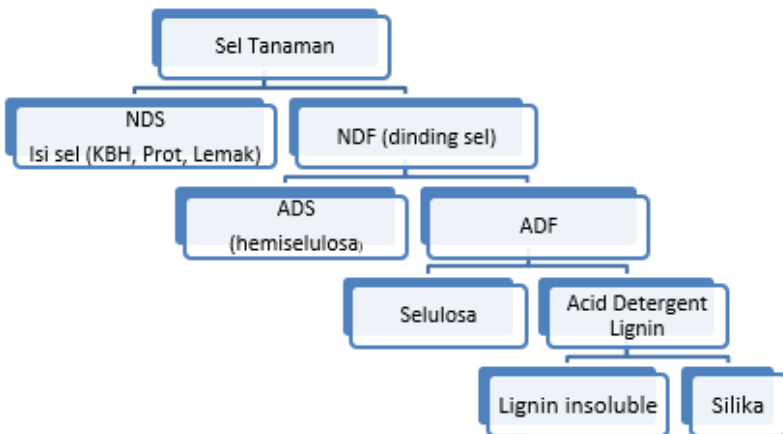 Sel Tanaman
NDS
Isi sel (KBH, Prot, Lemak)
NDF (dinding sel)
ADS
(hemiselulosa)
ADF
Selulosa
Acid Detergent
Lignin
Lignin insoluble
Silika